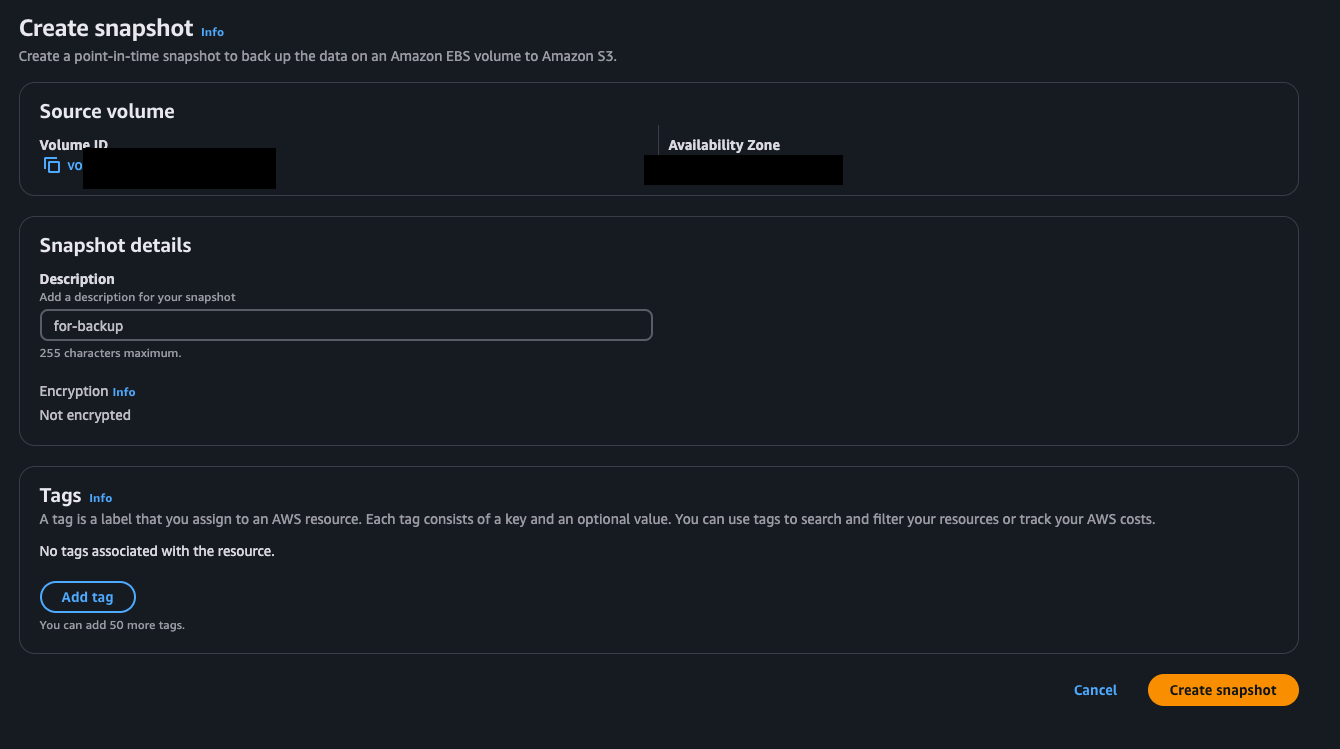 Create snapshot Info
Create a point-in-time snapshot to back up the data on an Amazon EBS volume to Amazon S3.
Source volume
Volume ID
Availability Zone
Snapshot details
Description
Add a description for your snapshot
for-backup
255 characters maximum.
Encryption Info
Not encrypted
Tags Info
A tag is a label that you assign to an AWS resource. Each tag consists of a key and an optional value. You can use tags to search and filter your resources or track your AWS costs.
No tags associated with the resource.
Add tag
You can add 50 more tags.
Cancel
Create snapshot